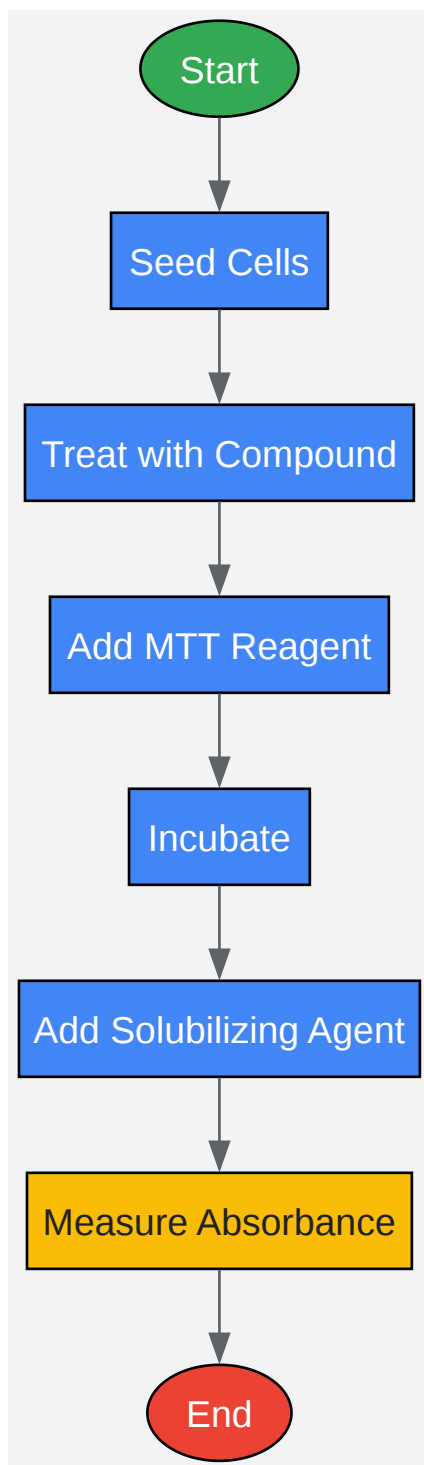 Start
Seed Cells
Treat with Compound
Add MTT Reagent
Incubate
Add Solubilizing Agent
Measure Absorbance
End